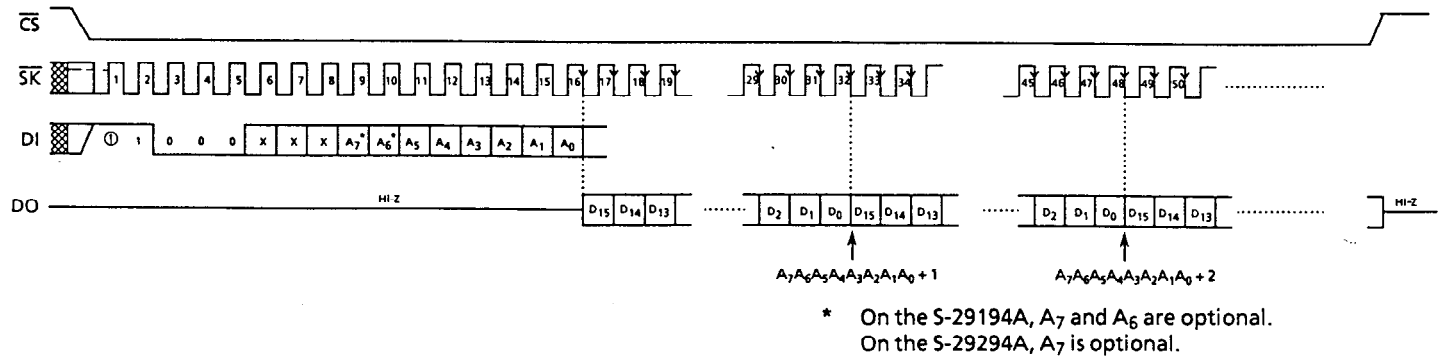 CS
SK 1 2 3 4 5 6 7 8 9 10 11 12 13 14 15 16 17 18 19 29 30 31 32 33 34 45 46 47 48 49 50
DI ① 1 0 0 0 X X X A7* A6* A5 A4 A3 A2 A1 A0
DO HI-Z D15 D14 D13 D2 D1 D0 D15 D14 D13 D2 D1 D0 D15 D14 D13 HI-Z
A7A6A5A4A3A2A1A0 + 1 A7A6A5A4A3A2A1A0 + 2
* On the S-29194A, A7 and A6 are optional.
On the S-29294A, A7 is optional.